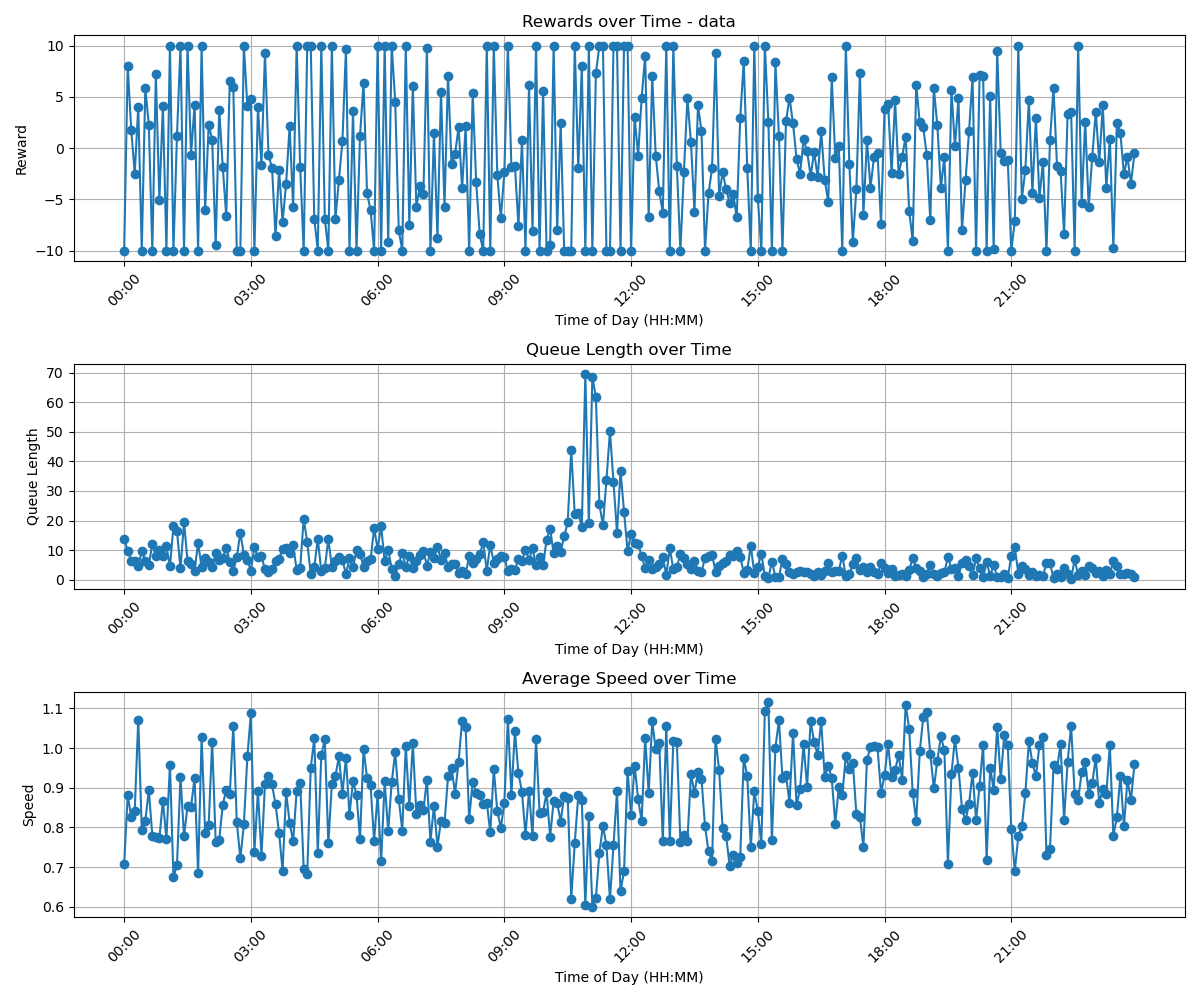 Rewards over Time - data
10
5
0
−5
−10
Reward
00:00 03:00 06:00 09:00 12:00 15:00 18:00 21:00
Time of Day (HH:MM)
Queue Length over Time
70
60
50
40
30
20
10
0
Queue Length
00:00 03:00 06:00 09:00 12:00 15:00 18:00 21:00
Time of Day (HH:MM)
Average Speed over Time
1.1
1.0
0.9
0.8
0.7
0.6
Speed
00:00 03:00 06:00 09:00 12:00 15:00 18:00 21:00
Time of Day (HH:MM)